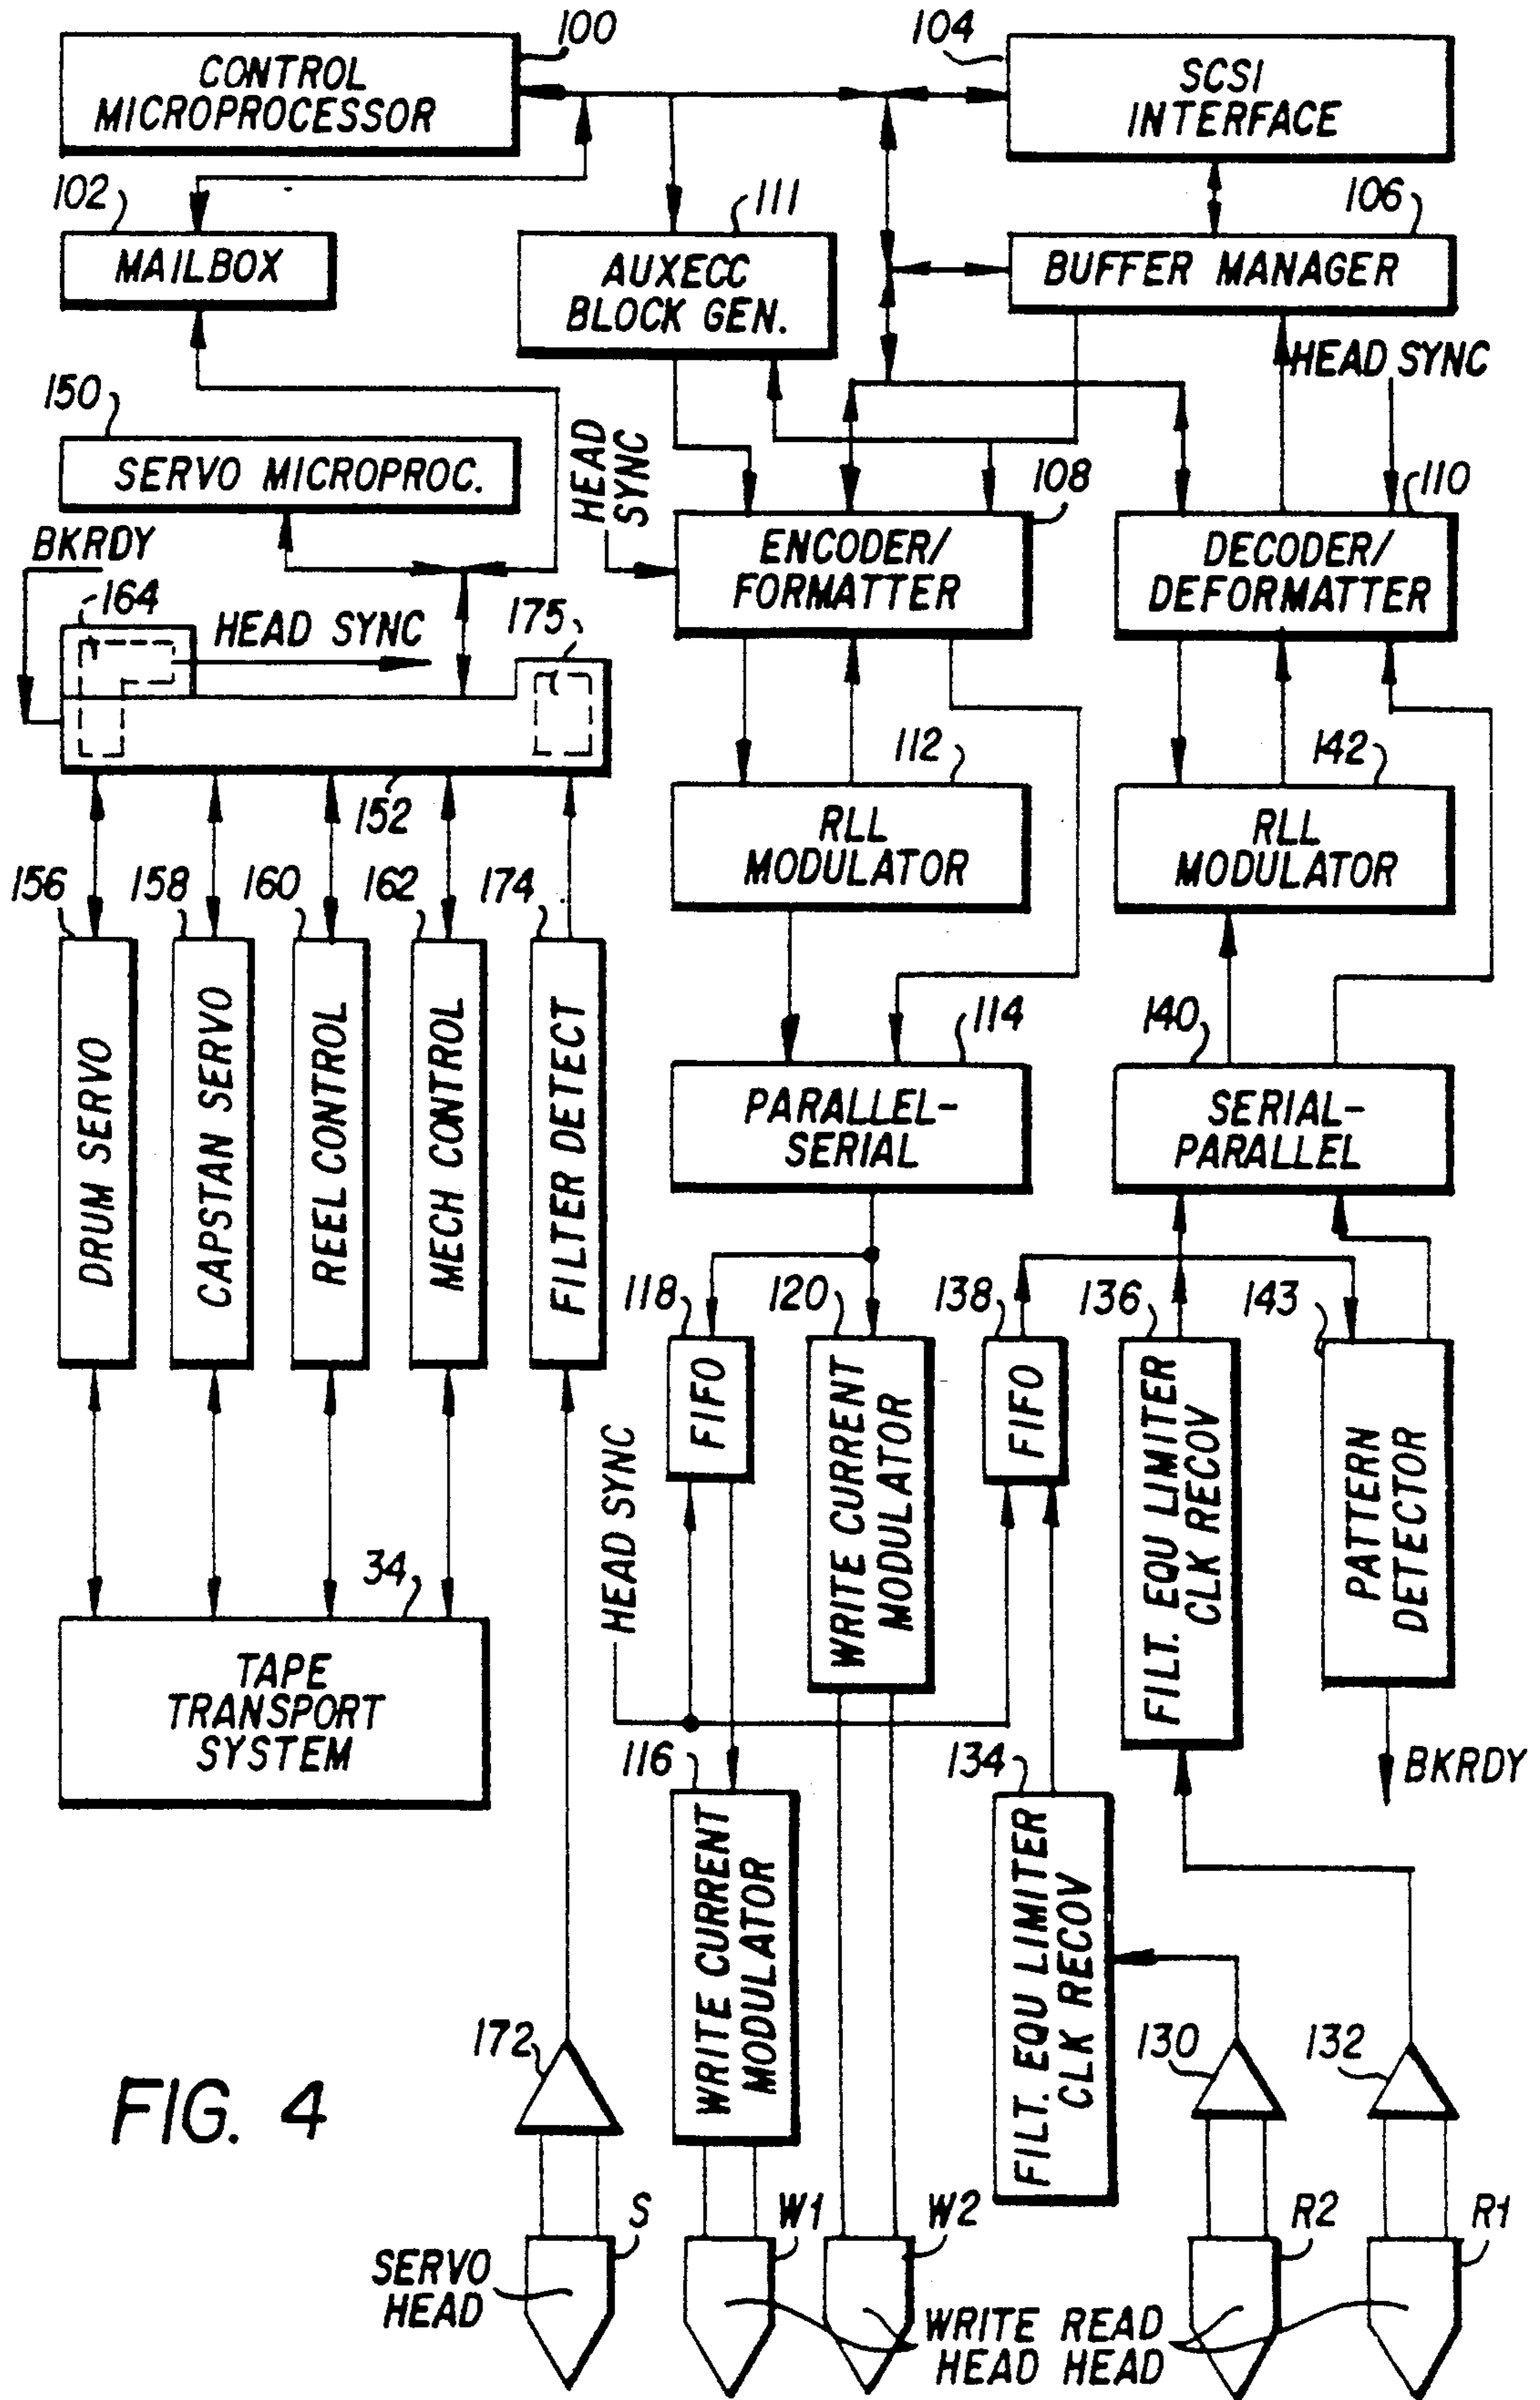 100
CONTROL
MICROPROCESSOR
104
SCSI
INTERFACE
102
MAILBOX
111
AUXECC
BLOCK GEN.
106
BUFFER MANAGER
HEAD SYNC
150
SERVO MICROPROC.
HEAD
SYNC
108
ENCODER/
FORMATTER
110
DECODER/
DEFORMATTER
BKRDY
164
HEAD SYNC
175
152
112
RLL
MODULATOR
142
RLL
MODULATOR
156
DRUM SERVO
158
CAPSTAN SERVO
160
REEL CONTROL
162
MECH CONTROL
174
FILTER DETECT
114
PARALLEL-
SERIAL
140
SERIAL-
PARALLEL
118
FIFO
120
WRITE CURRENT
MODULATOR
138
FIFO
136
FILT. EQU LIMITER
CLK RECOV
143
PATTERN
DETECTOR
HEAD SYNC
34
TAPE
TRANSPORT
SYSTEM
116
WRITE CURRENT
MODULATOR
134
FILT. EQU LIMITER
CLK RECOV
BKRDY
172
130
132
FIG. 4
S
W1
W2
R2
R1
SERVO
HEAD
WRITE READ
HEAD HEAD